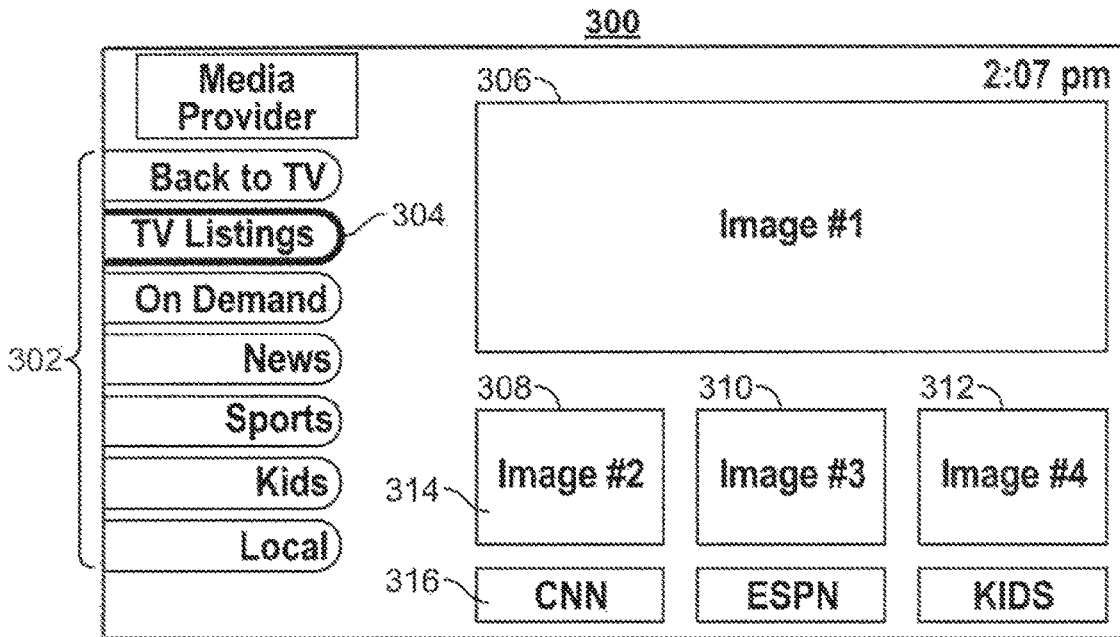 300
Media
Provider
2:07 pm
306
Back to TV
TV Listings
304
Image #1
On Demand
302
News
308
310
312
Sports
Image #2
Image #3
Image #4
Kids
314
Local
316
CNN
ESPN
KIDS